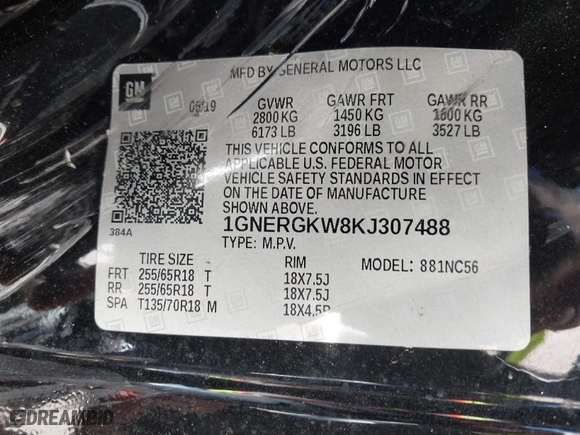 GM
MFD BY GENERAL MOTORS LLC
05/19
GVWR GAWR FRT GAWR RR
2800 KG 1450 KG 1600 KG
6173 LB 3196 LB 3527 LB
THIS VEHICLE CONFORMS TO ALL
APPLICABLE U.S. FEDERAL MOTOR
VEHICLE SAFETY STANDARDS IN EFFECT
ON THE DATE OF MANUFACTURE
SHOWN ABOVE.
384A
1GNERGKW8KJ307488
TYPE: M.P.V.
TIRE SIZE RIM MODEL: 881NC56
FRT 255/65R18 T 18X7.5J
RR 255/65R18 T 18X7.5J
SPA T135/70R18 M 18X4.5B
DREAMBID